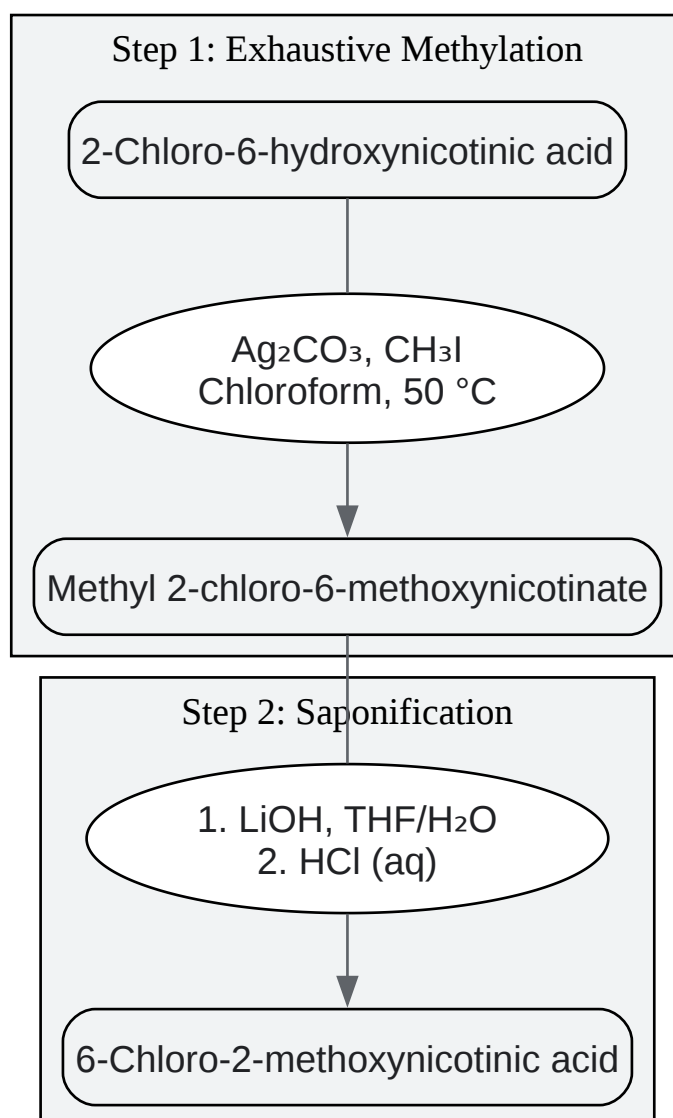 Step 1: Exhaustive Methylation
2-Chloro-6-hydroxynicotinic acid
Ag₂CO₃, CH₃I
Chloroform, 50 °C
Methyl 2-chloro-6-methoxynicotinate
Step 2: Saponification
1. LiOH, THF/H₂O
2. HCl (aq)
6-Chloro-2-methoxynicotinic acid